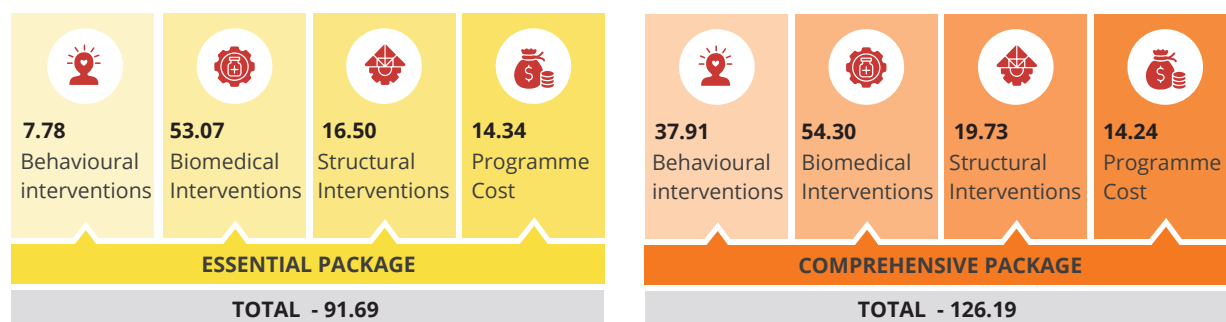 7.78
Behavioural
interventions
53.07
Biomedical
Interventions
16.50
Structural
Interventions
14.34
Programme
Cost
ESSENTIAL PACKAGE
TOTAL - 91.69
37.91
Behavioural
interventions
54.30
Biomedical
Interventions
19.73
Structural
Interventions
14.24
Programme
Cost
COMPREHENSIVE PACKAGE
TOTAL - 126.19